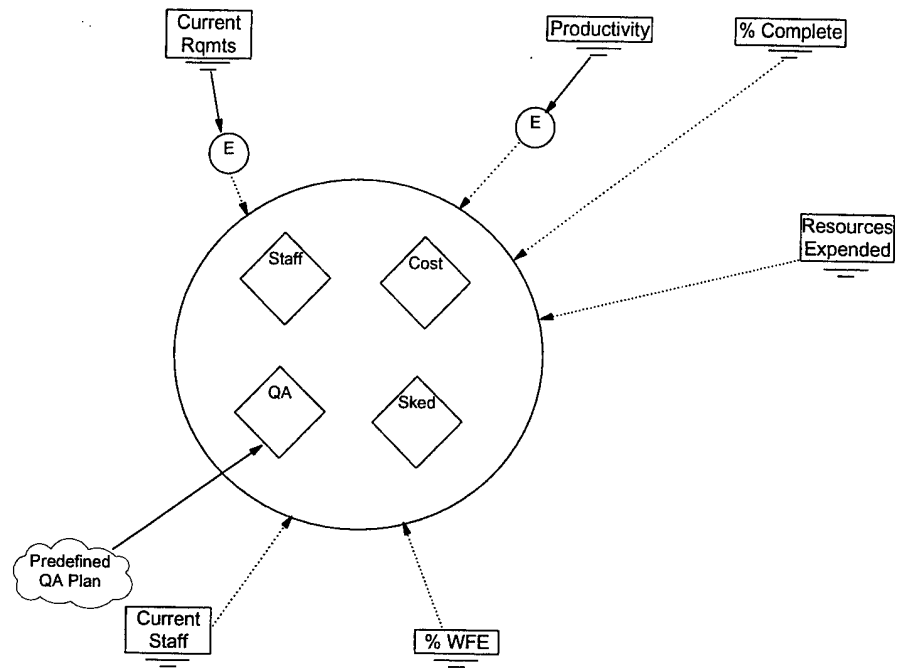 Current
Rqmts
Productivity
% Complete
E
E
Resources
Expended
Staff
Cost
QA
Sked
Predefined
QA Plan
Current
Staff
% WFE